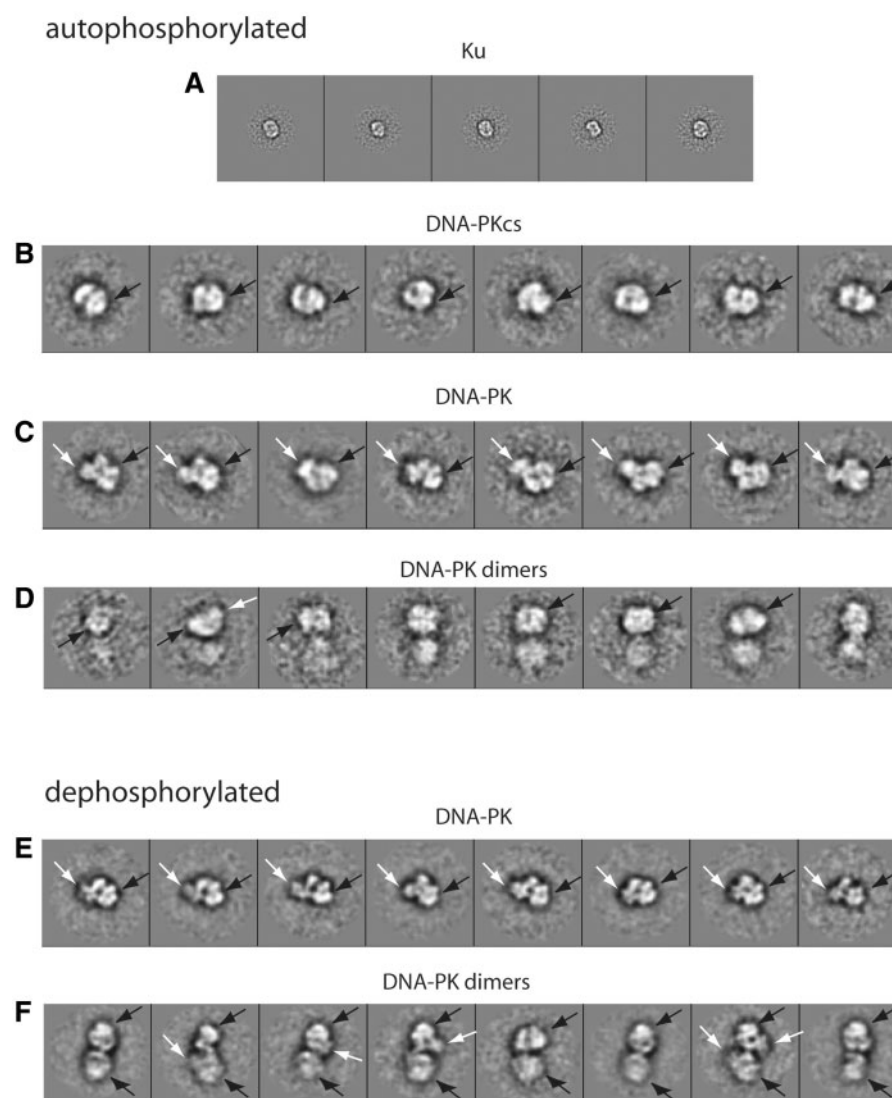 autophosphorylated
Ku
A
DNA-PKcs
B
DNA-PK
C
DNA-PK dimers
D
dephosphorylated
DNA-PK
E
DNA-PK dimers
F